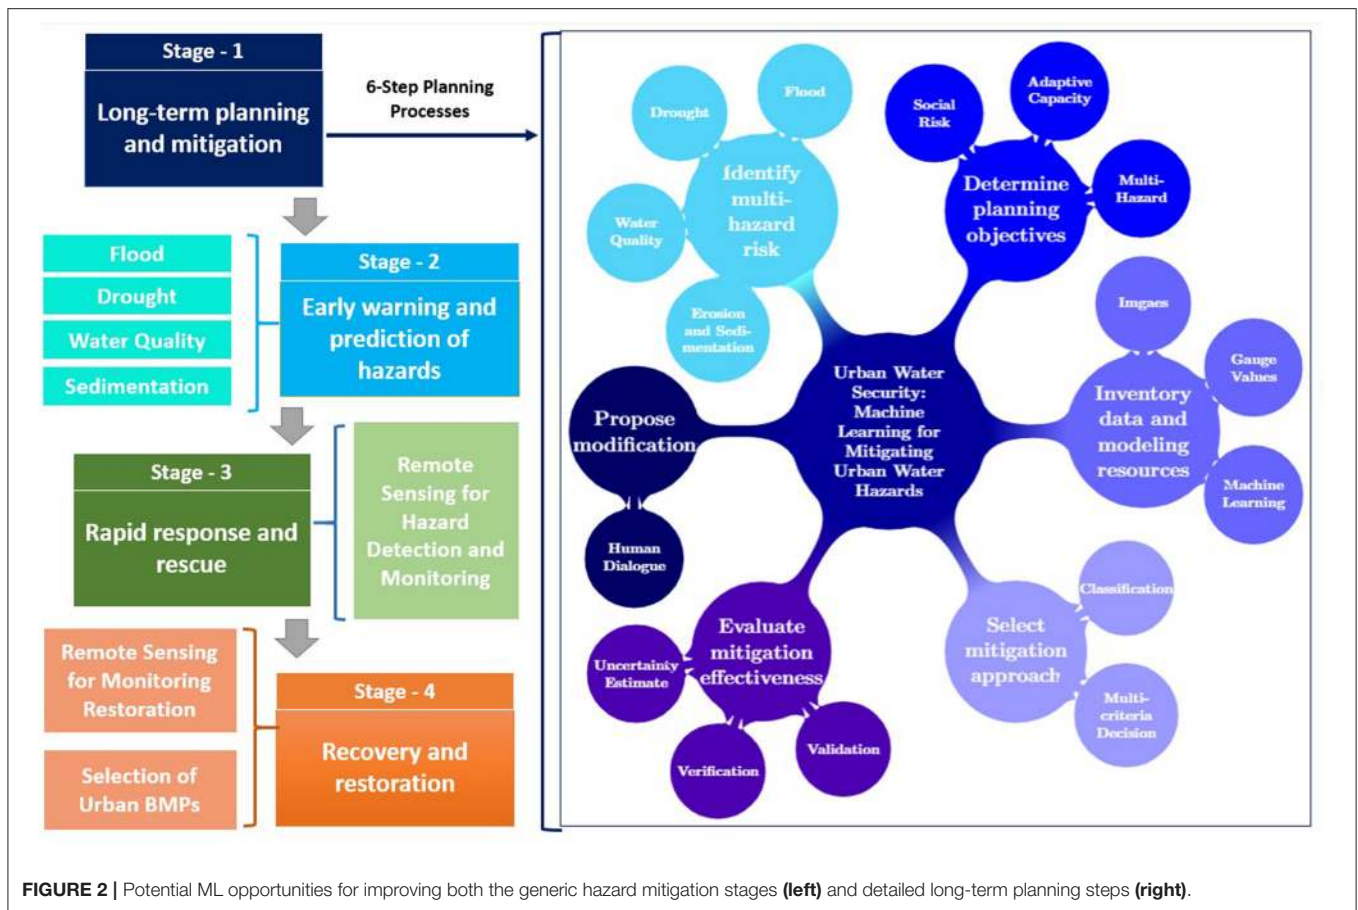 Stage - 1
Long-term planning
and mitigation
6-Step Planning
Processes
Flood
Drought
Water Quality
Sedimentation
Stage - 2
Early warning and
prediction of
hazards
Stage - 3
Rapid response and
rescue
Remote
Sensing for
Hazard
Detection and
Monitoring
Remote Sensing
for Monitoring
Restoration
Selection of
Urban BMPs
Stage - 4
Recovery and
restoration
Urban Water
Security:
Machine
Learning for
Mitigating
Urban Water
Hazards
Identify
multi-
hazard
risk
Flood
Drought
Water
Quality
Erosion
and Sedi-
mentation
Determine
planning
objectives
Social
Risk
Adaptive
Capacity
Multi-
Hazard
Inventory
data and
modeling
resources
Imgaes
Gauge
Values
Machine
Learning
Select
mitigation
approach
Classification
Multi-
criteria
Decision
Evaluate
mitigation
effectiveness
Validation
Verification
Uncertainty
Estimate
Propose
modification
Human
Dialogue
FIGURE 2 | Potential ML opportunities for improving both the generic hazard mitigation stages (left) and detailed long-term planning steps (right).